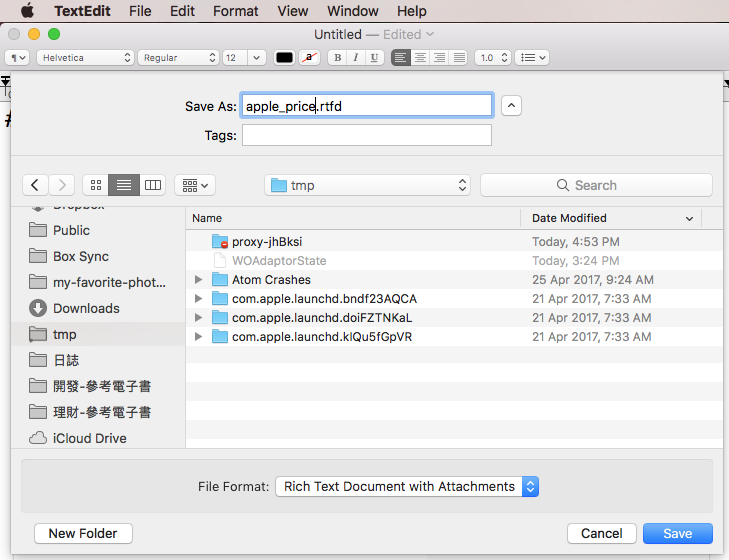 TextEdit File Edit Format View Window Help
Untitled — Edited
¶ Helvetica Regular 12 a B I U 1.0
Save As: apple_price.rtfd
Tags:
tmp Search
Name Date Modified
Dropbox
Public
Box Sync
my-favorite-phot...
Downloads
tmp
日誌
開發-參考電子書
理財-參考電子書
iCloud Drive
proxy-jhBksi Today, 4:53 PM
WOAdaptorState Today, 3:24 PM
Atom Crashes 25 Apr 2017, 9:24 AM
com.apple.launchd.bndf23AQCA 21 Apr 2017, 7:33 AM
com.apple.launchd.doiFZTNKaL 21 Apr 2017, 7:33 AM
com.apple.launchd.klQu5fGpVR 21 Apr 2017, 7:33 AM
File Format: Rich Text Document with Attachments
New Folder Cancel Save